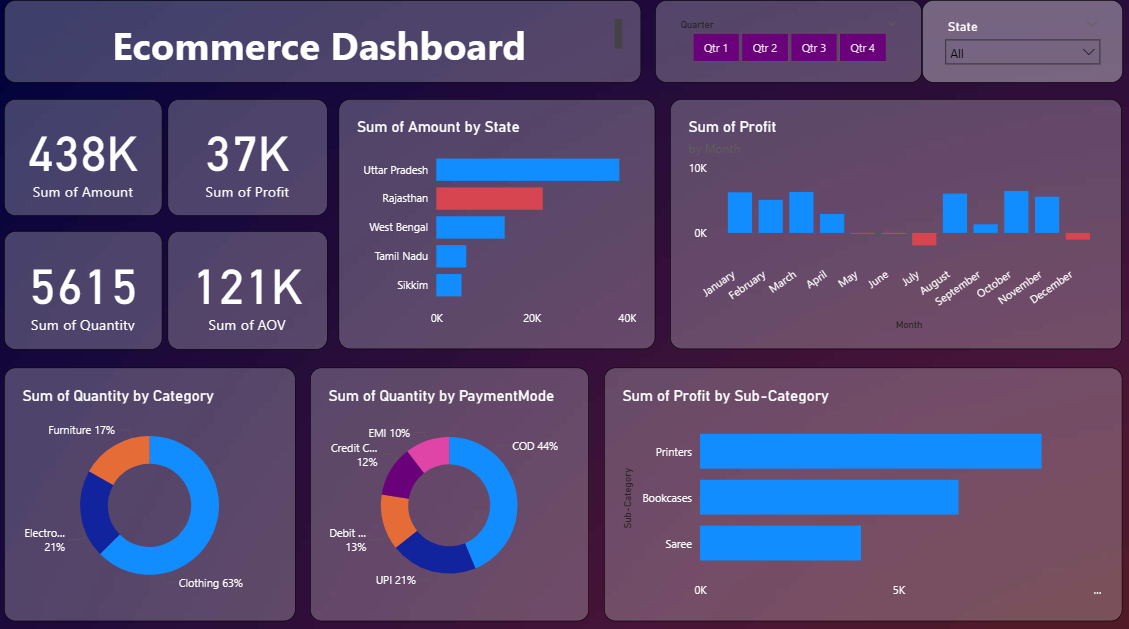 Ecommerce Dashboard
Quarter
Qtr 1
Qtr 2
Qtr 3
Qtr 4
State
All
438K
Sum of Amount
37K
Sum of Profit
5615
Sum of Quantity
121K
Sum of AOV
Sum of Amount by State
Uttar Pradesh
Rajasthan
West Bengal
Tamil Nadu
Sikkim
0K
20K
40K
Sum of Profit
by Month
10K
0K
January
February
March
April
May
June
July
August
September
October
November
December
Month
Sum of Quantity by Category
Furniture 17%
Electro...
21%
Clothing 63%
Sum of Quantity by PaymentMode
EMI 10%
Credit C...
12%
COD 44%
Debit ...
13%
UPI 21%
Sum of Profit by Sub-Category
Sub-Category
Printers
Bookcases
Saree
0K
5K
...